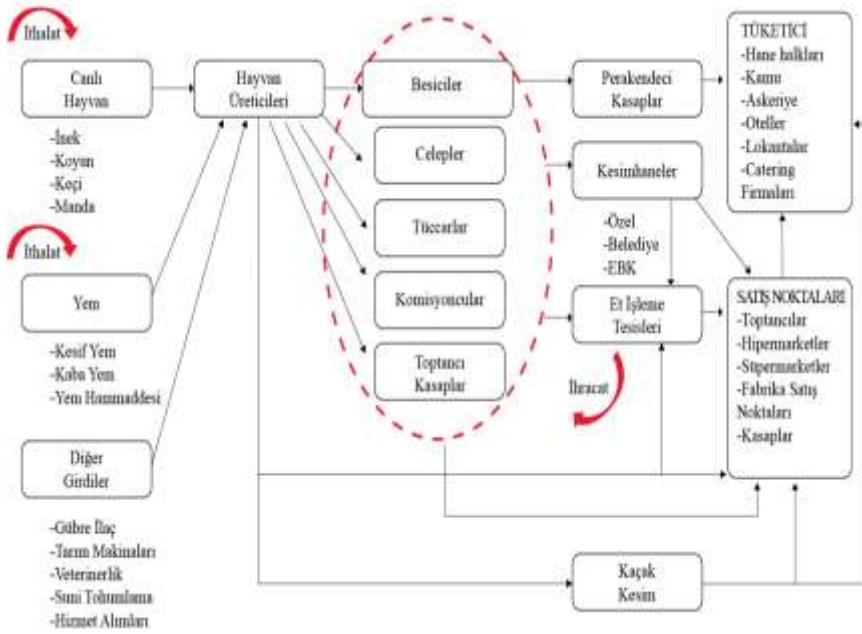 İthalat
Canlı
Hayvan
-İnek
-Koyun
-Keçi
-Manda
İthalat
Yem
-Kesif Yem
-Kaba Yem
-Yem Hammaddesi
Diğer
Girdiler
-Gübre İlaç
-Tarım Makinaları
-Veterinerlik
-Suni Tohumlama
-Hizmet Alımları
Hayvan
Üreticileri
Besiciler
Celepler
Tüccarlar
Komisyoncular
Toptancı
Kasaplar
Perakendeci
Kasaplar
Kesimhaneler
-Özel
-Belediye
-EBK
Et İşleme
Tesisleri
İhracat
Kaçak
Kesim
TÜKETİCİ
-Hane halkları
-Kamu
-Askeriye
-Oteller
-Lokantalar
-Catering
Firmaları
SATIŞ NOKTALARI
-Toptancılar
-Hipermarketler
-Süpermarketler
-Fabrika Satış
Noktaları
-Kasaplar